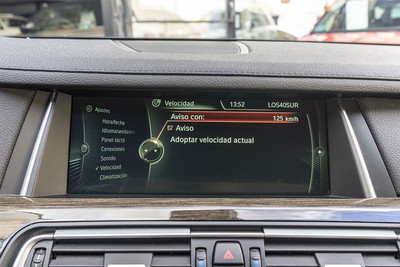 Velocidad 13:52 LOS40SUR
Ajustes
Hora/fecha
Idioma/unidades
Panel táctil
Conexiones
Sonido
Velocidad
Climatización
Aviso con: 125 km/h
Aviso
Adoptar velocidad actual